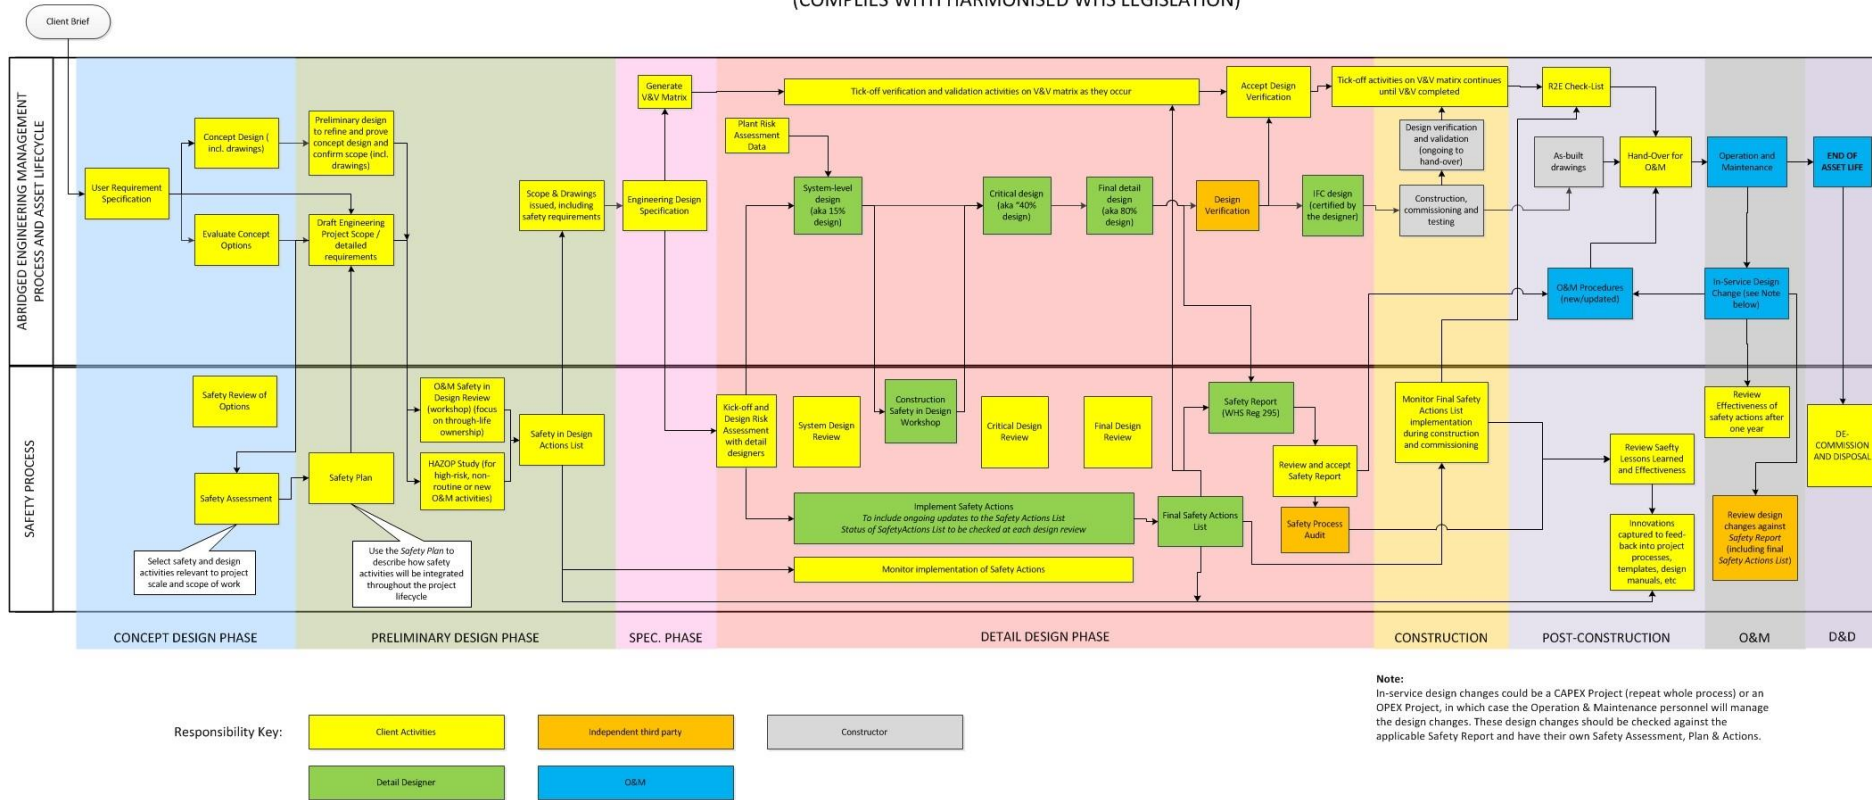 (COMPLIES WITH HARMONISED WHS LEGISLATION)
Client Brief
ABRIDGED ENGINEERING MANAGEMENT
PROCESS AND ASSET LIFECYCLE
User Requirement
Specification
Concept Design (
incl. drawings)
Evaluate Concept
Options
Preliminary design
to refine and prove
concept design and
confirm scope (incl.
drawings)
Draft Engineering
Project Scope /
detailed
requirements
Scope & Drawings
issued, including
safety requirements
Generate
V&V Matrix
Engineering Design
Specification
Tick-off verification and validation activities on V&V matrix as they occur
Plant Risk
Assessment
Data
System-level
design
(aka 15%
design)
Critical design
(aka ~40%
design)
Final detail
design
(aka 80%
design)
Design
Verification
Accept Design
Verification
IFC design
(certified by
the designer)
Tick-off activities on V&V matirx continues
until V&V completed
Design verification
and validation
(ongoing to
hand-over)
Construction,
commissioning and
testing
R2E Check-List
As-built
drawings
Hand-Over for
O&M
O&M Procedures
(new/updated)
Operation and
Maintenance
In-Service Design
Change (see Note
below)
END OF
ASSET LIFE
SAFETY PROCESS
Safety Review of
Options
Safety Assessment
Select safety and design
activities relevant to project
scale and scope of work
Safety Plan
Use the Safety Plan to
describe how safety
activities will be integrated
throughout the project
lifecycle
O&M Safety in
Design Review
(workshop) (focus
on through-life
ownership)
HAZOP Study (for
high-risk, non-
routine or new
O&M activities)
Safety in Design
Actions List
Kick-off and
Design Risk
Assessment
with detail
designers
System Design
Review
Construction
Safety in Design
Workshop
Critical Design
Review
Final Design
Review
Safety Report
(WHS Reg 295)
Review and accept
Safety Report
Safety Process
Audit
Implement Safety Actions
To include ongoing updates to the Safety Actions List
Status of SafetyActions List to be checked at each design review
Final Safety Actions
List
Monitor implementation of Safety Actions
Monitor Final Safety
Actions List
implementation
during construction
and commissioning
Review Saefty
Lessons Learned
and Effectiveness
Innovations
captured to feed-
back into project
processes,
templates, design
manuals, etc
Review
Effectiveness of
safety actions after
one year
Review design
changes against
Safety Report
(including final
Safety Actions List)
DE-
COMMISSION
AND DISPOSAL
CONCEPT DESIGN PHASE
PRELIMINARY DESIGN PHASE
SPEC. PHASE
DETAIL DESIGN PHASE
CONSTRUCTION
POST-CONSTRUCTION
O&M
D&D
Note:
In-service design changes could be a CAPEX Project (repeat whole process) or an
OPEX Project, in which case the Operation & Maintenance personnel will manage
the design changes. These design changes should be checked against the
applicable Safety Report and have their own Safety Assessment, Plan & Actions.
Responsibility Key:
Client Activities
Independent third party
Constructor
Detail Designer
O&M